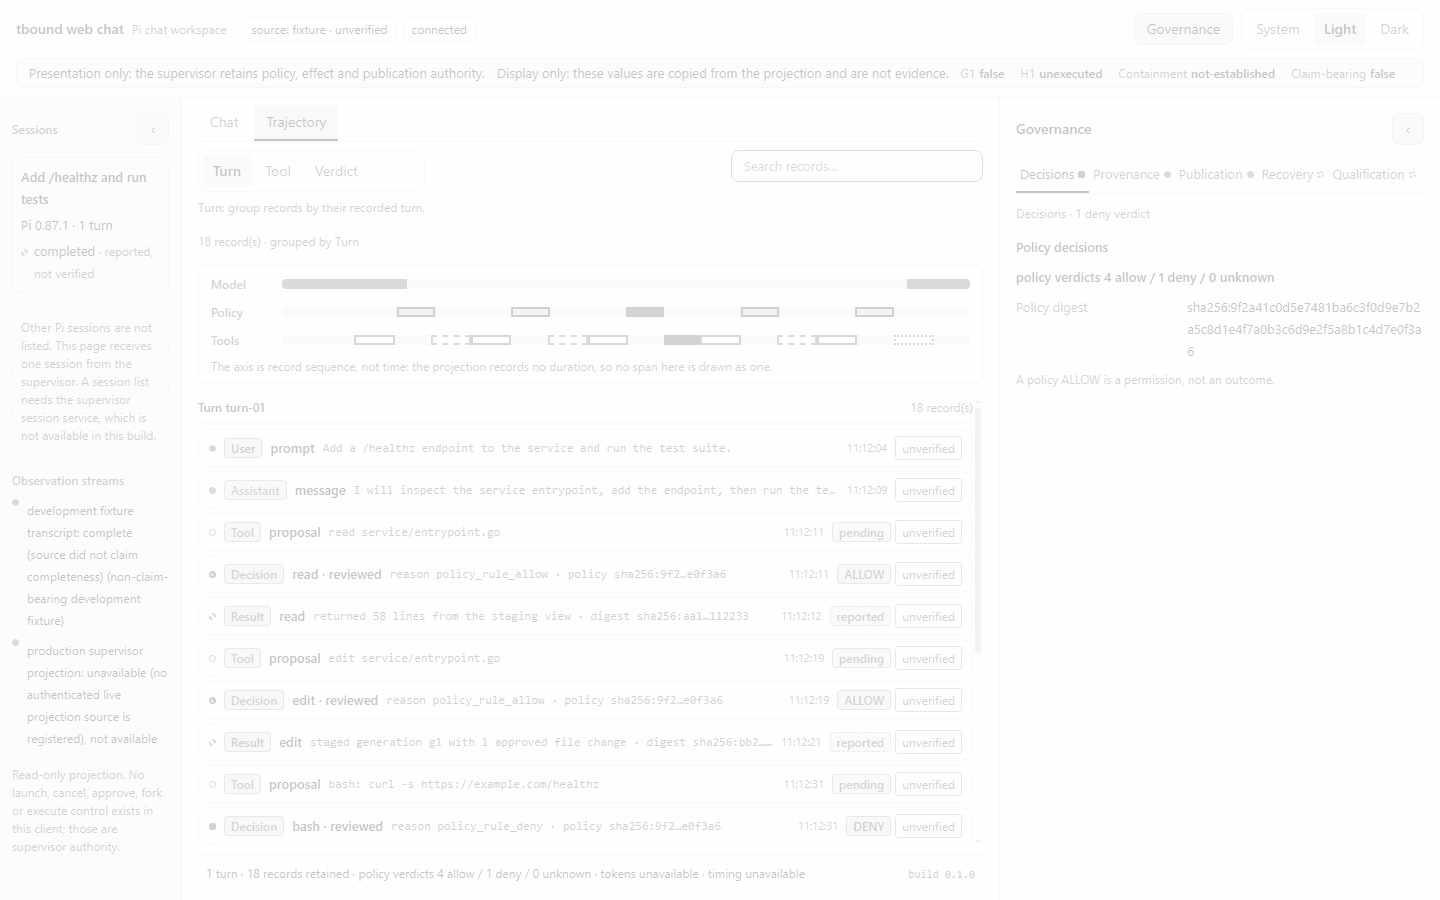 tbound web chat Pi chat workspace source: fixture · unverified connected Governance System Light Dark
Presentation only: the supervisor retains policy, effect and publication authority. Display only: these values are copied from the projection and are not evidence. G1 false H1 unexecuted Containment not-established Claim-bearing false
Sessions
Add /healthz and run
tests
Pi 0.87.1 · 1 turn
completed · reported,
not verified
Other Pi sessions are not
listed. This page receives
one session from the
supervisor. A session list
needs the supervisor
session service, which is
not available in this build.
Observation streams
development fixture
transcript: complete
(source did not claim
completeness) (non-claim-
bearing development
fixture)
production supervisor
projection: unavailable (no
authenticated live
projection source is
registered), not available
Read-only projection. No
launch, cancel, approve, fork
or execute control exists in
this client; those are
supervisor authority.
Chat Trajectory
Turn Tool Verdict Search records...
Turn: group records by their recorded turn.
18 record(s) · grouped by Turn
Model
Policy
Tools
The axis is record sequence, not time: the projection records no duration, so no span here is drawn as one.
Turn turn-01 18 record(s)
User prompt Add a /healthz endpoint to the service and run the test suite. 11:12:04 unverified
Assistant message I will inspect the service entrypoint, add the endpoint, then run the te… 11:12:09 unverified
Tool proposal read service/entrypoint.go 11:12:11 pending unverified
Decision read · reviewed reason policy_rule_allow · policy sha256:9f2…e0f3a6 11:12:11 ALLOW unverified
Result read returned 58 lines from the staging view · digest sha256:aa1…112233 11:12:12 reported unverified
Tool proposal edit service/entrypoint.go 11:12:19 pending unverified
Decision edit · reviewed reason policy_rule_allow · policy sha256:9f2…e0f3a6 11:12:19 ALLOW unverified
Result edit staged generation g1 with 1 approved file change · digest sha256:bb2…… 11:12:21 reported unverified
Tool proposal bash: curl -s https://example.com/healthz 11:12:31 pending unverified
Decision bash · reviewed reason policy_rule_deny · policy sha256:9f2…e0f3a6 11:12:31 DENY unverified
1 turn · 18 records retained · policy verdicts 4 allow / 1 deny / 0 unknown · tokens unavailable · timing unavailable build 0.1.0
Governance
Decisions Provenance Publication Recovery Qualification
Decisions · 1 deny verdict
Policy decisions
policy verdicts 4 allow / 1 deny / 0 unknown
Policy digest sha256:9f2a41c0d5e7481ba6c3f0d9e7b2
a5c8d1e4f7a0b3c6d9e2f5a8b1c4d7e0f3a
6
A policy ALLOW is a permission, not an outcome.